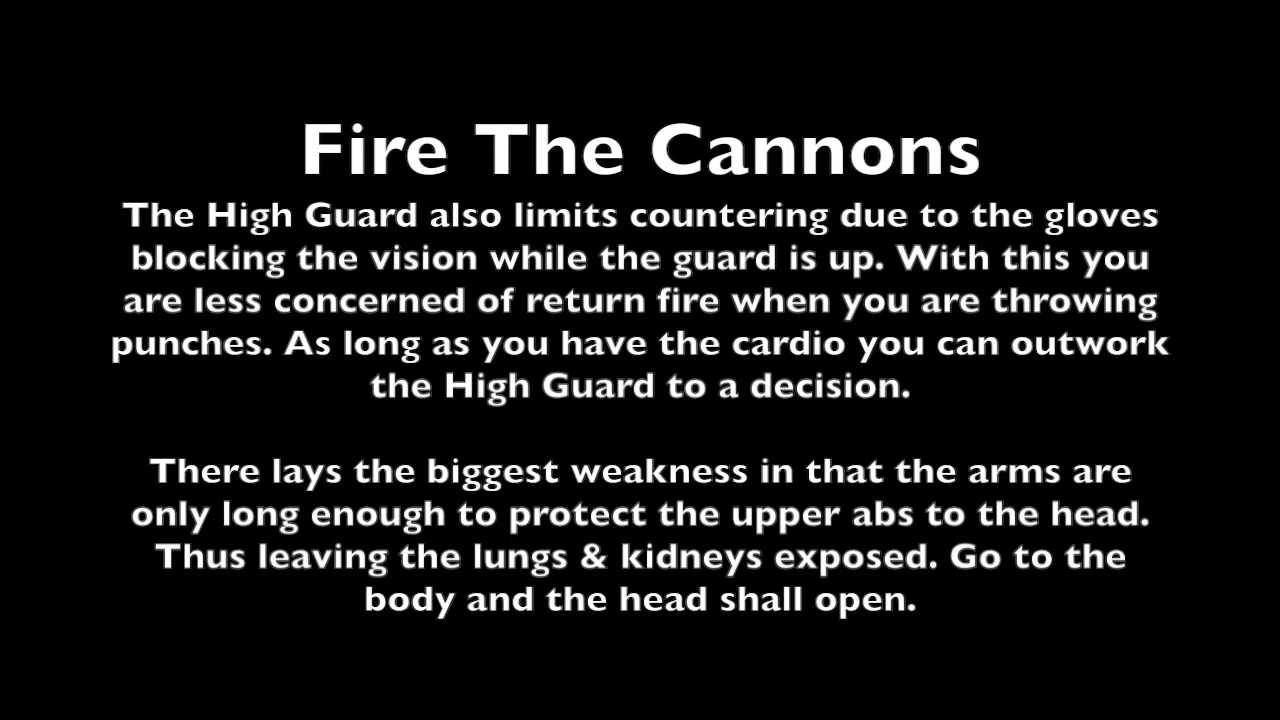 Fire The Cannons
The High Guard also limits countering due to the gloves
blocking the vision while the guard is up. With this you
are less concerned of return fire when you are throwing
punches. As long as you have the cardio you can outwork
the High Guard to a decision.
There lays the biggest weakness in that the arms are
only long enough to protect the upper abs to the head.
Thus leaving the lungs & kidneys exposed. Go to the
body and the head shall open.